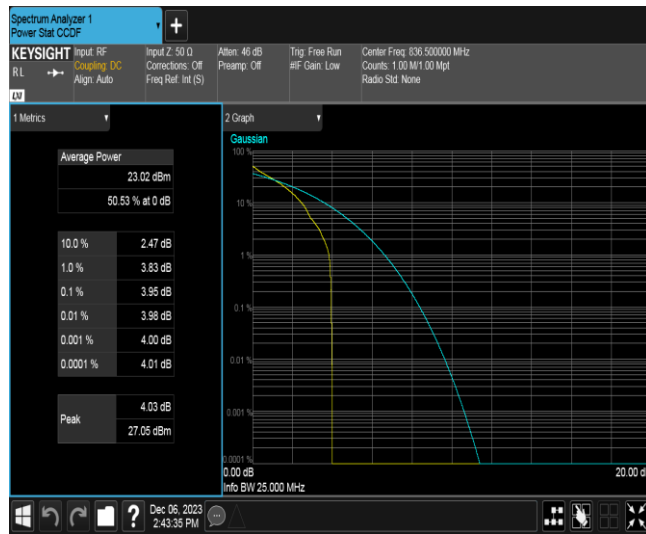 Spectrum Analyzer 1
Power Stat CCDF
+
KEYSIGHT Input: RF Input Z: 50 Ω Atten: 46 dB Trig: Free Run Center Freq: 836.500000 MHz
RL Coupling: DC Corrections: Off Preamp: Off #IF Gain: Low Counts: 1.00 M/1.00 Mpt
Align: Auto Freq Ref: Int (S) Radio Std: None
LXI
1 Metrics
2 Graph
Average Power
23.02 dBm
50.53 % at 0 dB
10.0 % 2.47 dB
1.0 % 3.83 dB
0.1 % 3.95 dB
0.01 % 3.98 dB
0.001 % 4.00 dB
0.0001 % 4.01 dB
Peak
4.03 dB
27.05 dBm
Gaussian
100 %
10 %
1 %
0.1 %
0.01 %
0.001 %
0.0001 %
0.00 dB 20.00 d
Info BW 25.000 MHz
? Dec 06, 2023
2:43:35 PM